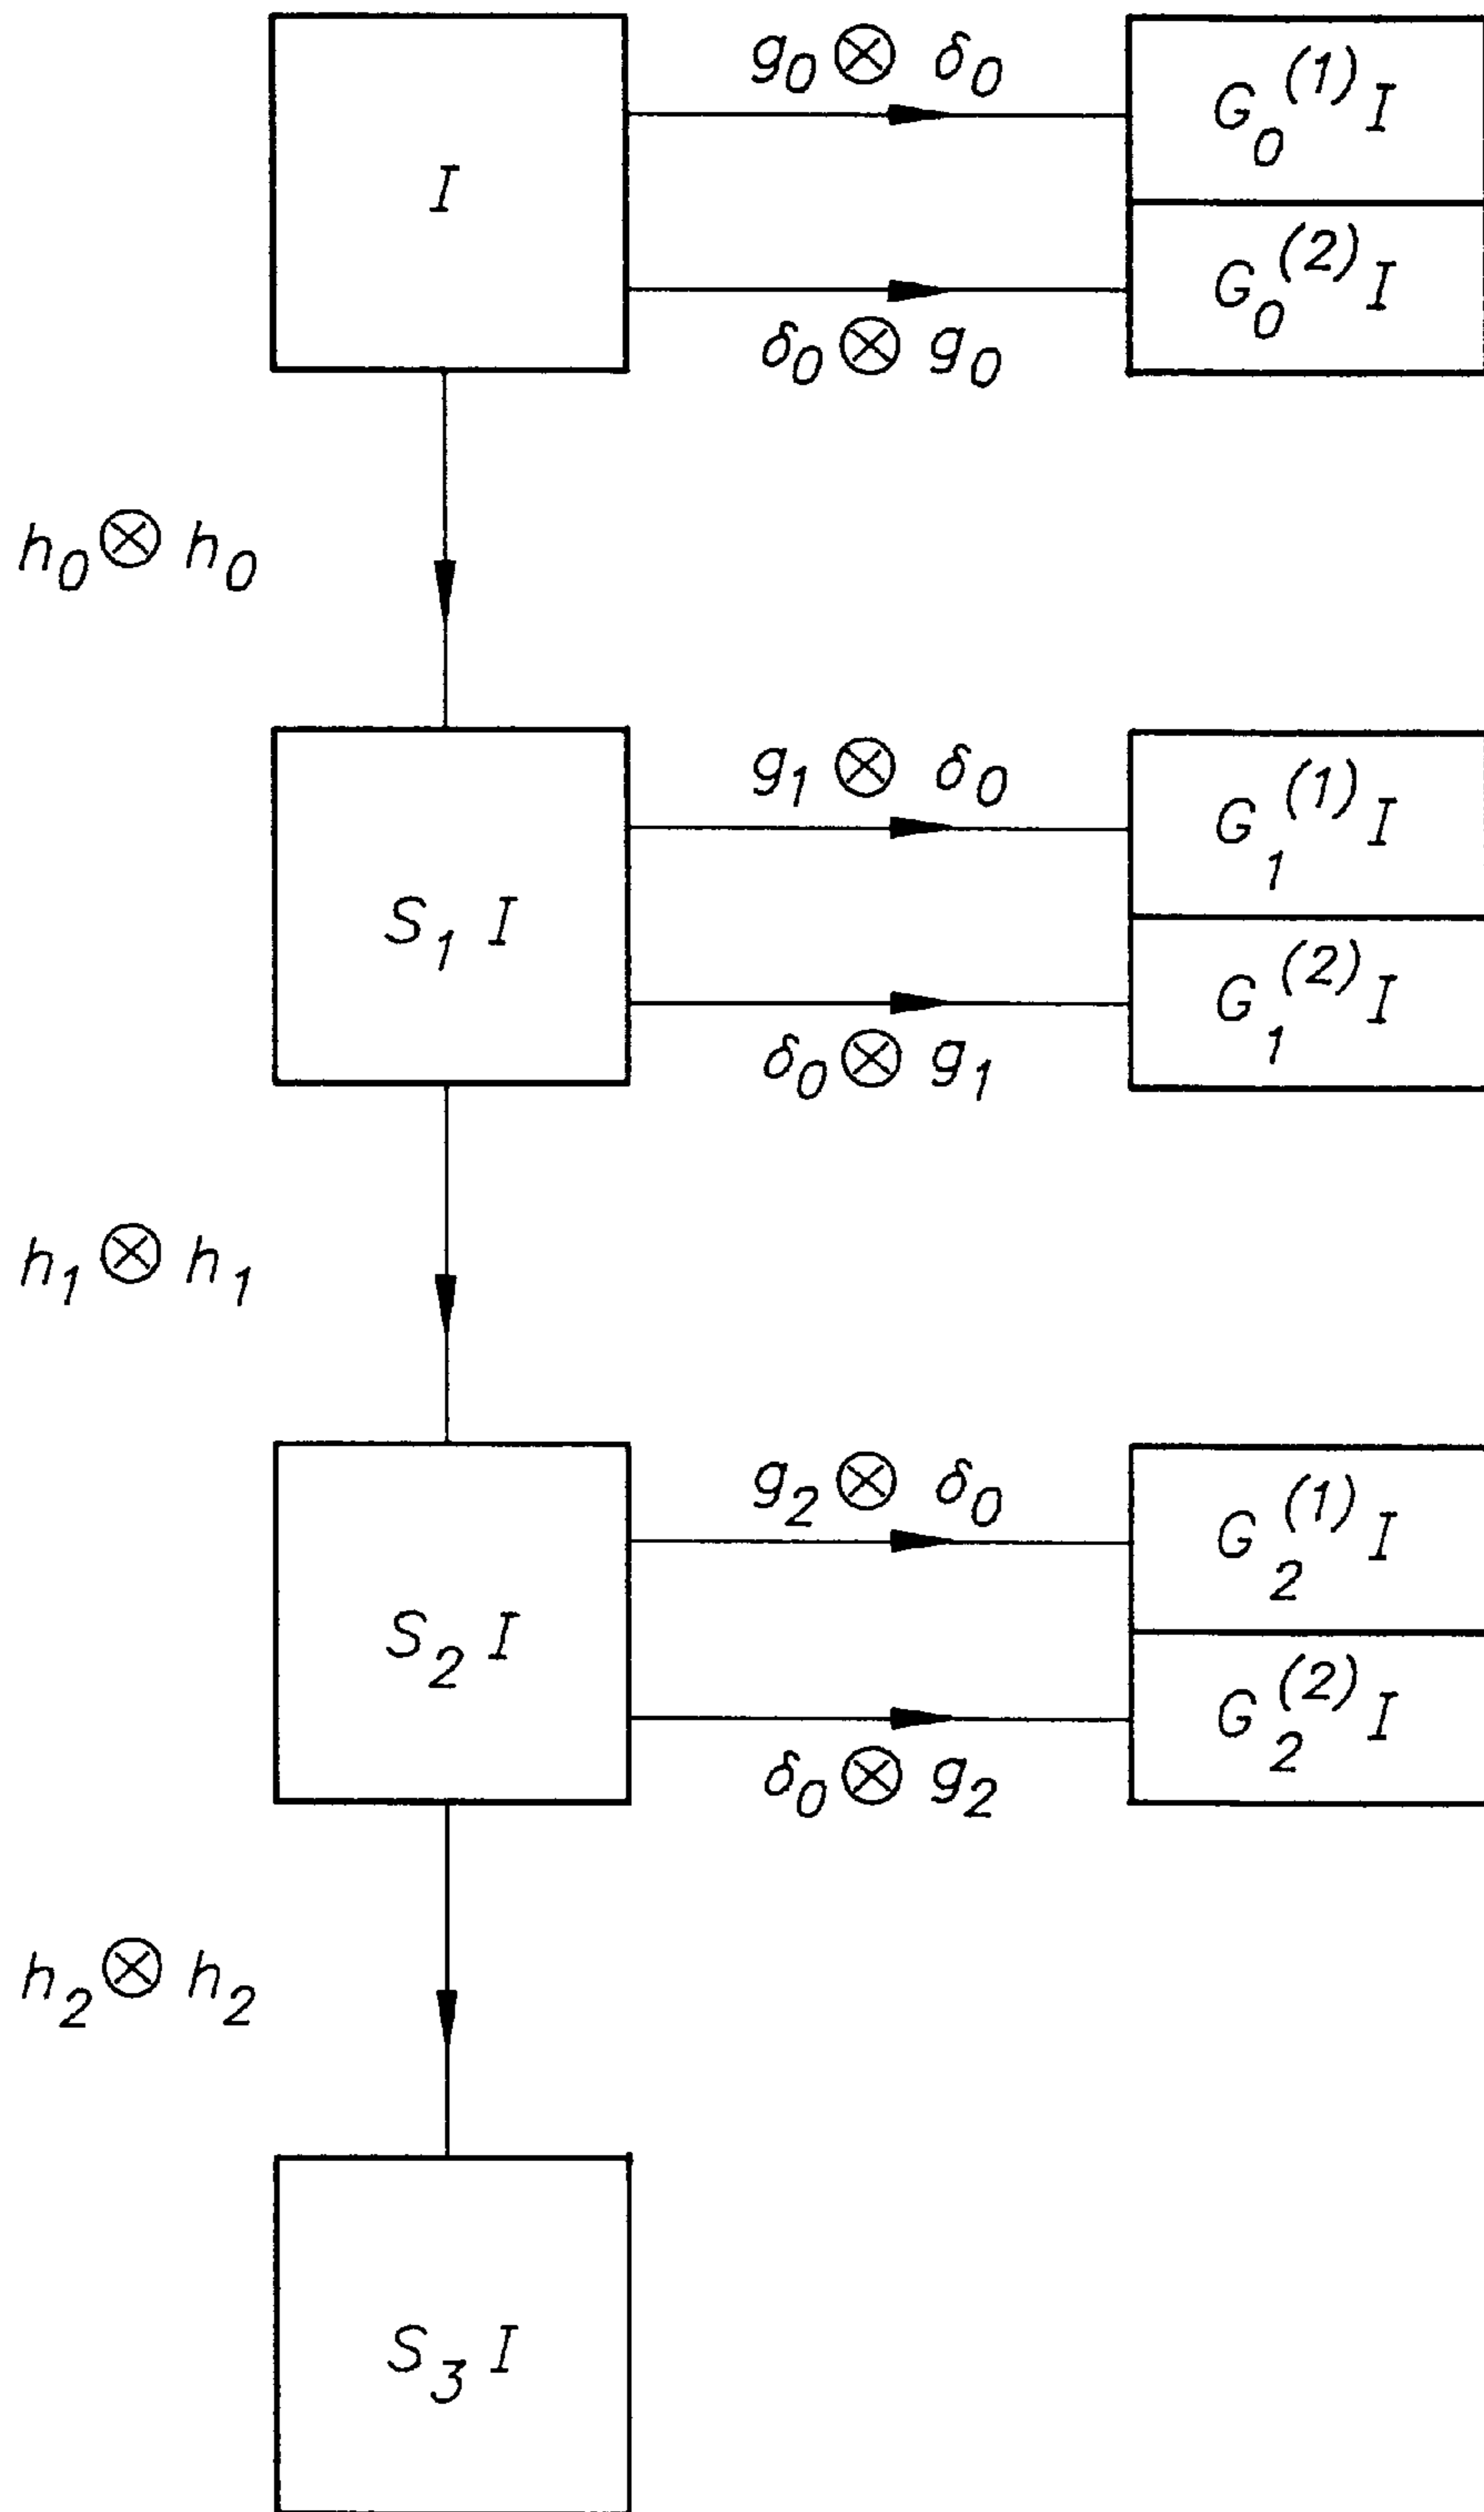 g₀⊗ δ₀
G₀⁽¹⁾I
I
G₀⁽²⁾I
δ₀⊗ g₀
h₀⊗ h₀
g₁⊗ δ₀
G₁⁽¹⁾I
S₁ I
G₁⁽²⁾I
δ₀⊗ g₁
h₁⊗ h₁
g₂⊗ δ₀
G₂⁽¹⁾I
S₂ I
G₂⁽²⁾I
δ₀⊗ g₂
h₂⊗ h₂
S₃ I